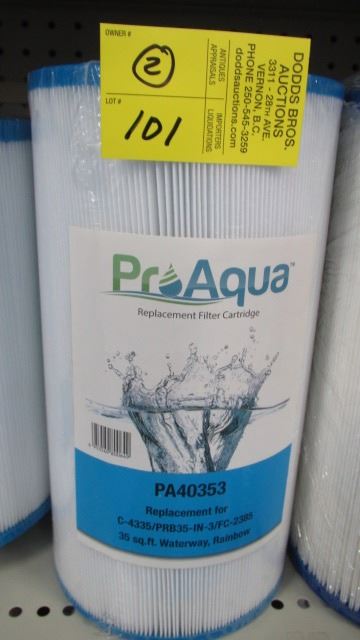 OWNER #
2
LOT #
101
ANTIQUES
APPRAISALS
IMPORTERS
LIQUIDATIONS
DODDS BROS.
AUCTIONS
3311 - 28TH AVE.
VERNON, B.C.
PHONE 250-545-3259
doddsauctions.com
ProAqua™
Replacement Filter Cartridge
PA40353
Replacement for
C-4335/PRB35-IN-3/FC-2385
35 sq.ft. Waterway, Rainbow